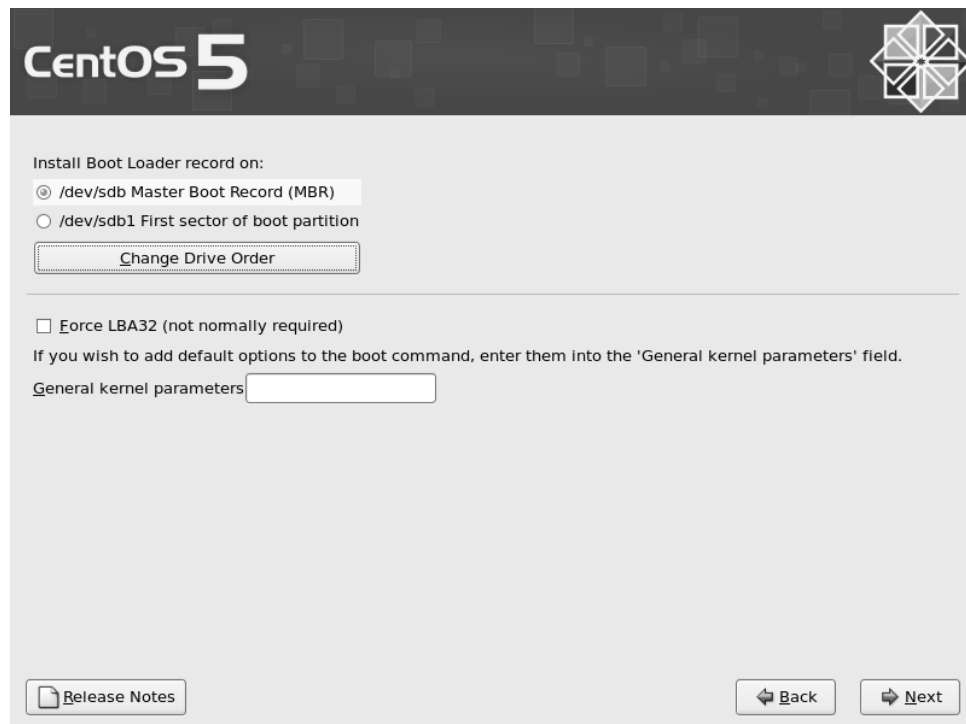 CentOS 5
Install Boot Loader record on:
/dev/sdb Master Boot Record (MBR)
/dev/sdb1 First sector of boot partition
Change Drive Order
Force LBA32 (not normally required)
If you wish to add default options to the boot command, enter them into the 'General kernel parameters' field.
General kernel parameters
Release Notes
Back
Next